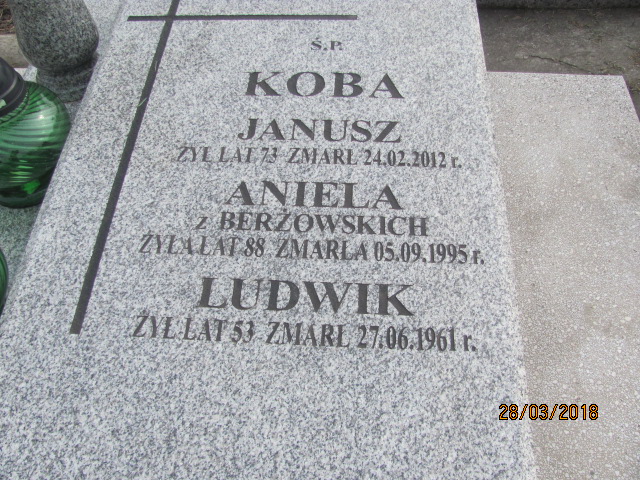 Ś.P.
KOBA
JANUSZ
ŻYŁ LAT 73 ZMARŁ 24.02.2012 r.
ANIELA
z BERŻOWSKICH
ŻYŁA LAT 88 ZMARŁA 05.09.1995 r.
LUDWIK
ŻYŁ LAT 53 ZMARŁ 27.06.1961 r.
28/03/2018